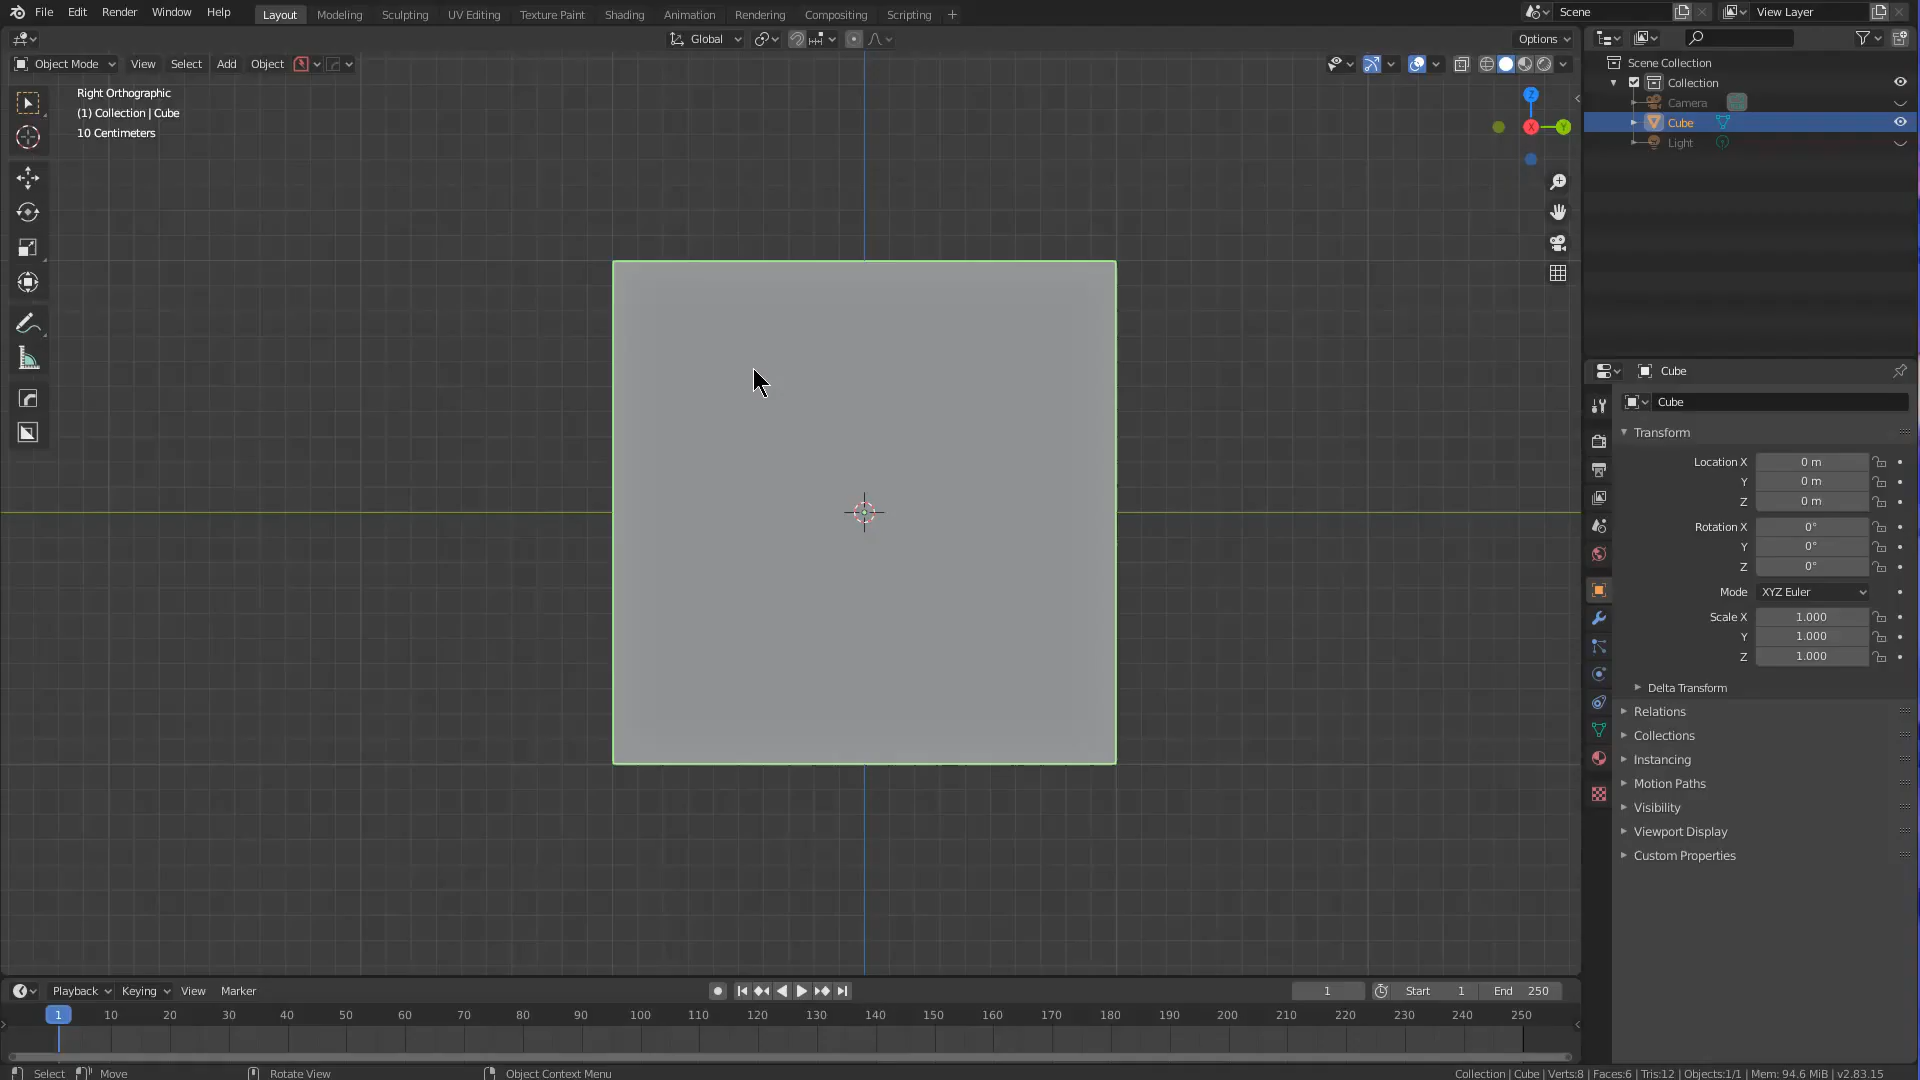 File Edit Render Window Help Layout Modeling Sculpting UV Editing Texture Paint Shading Animation Rendering Compositing Scripting + Scene View Layer
Global Options
Object Mode View Select Add Object
Right Orthographic
(1) Collection | Cube
10 Centimeters
Z
X Y
Scene Collection
Collection
Camera
Cube
Light
Cube
Cube
Transform
Location X 0 m
Y 0 m
Z 0 m
Rotation X 0°
Y 0°
Z 0°
Mode XYZ Euler
Scale X 1.000
Y 1.000
Z 1.000
Delta Transform
Relations
Collections
Instancing
Motion Paths
Visibility
Viewport Display
Custom Properties
Playback Keying View Marker 1 Start 1 End 250
1 10 20 30 40 50 60 70 80 90 100 110 120 130 140 150 160 170 180 190 200 210 220 230 240 250
Select Move Rotate View Object Context Menu Collection | Cube | Verts:8 | Faces:6 | Tris:12 | Objects:1/1 | Mem: 94.6 MiB | v2.83.15